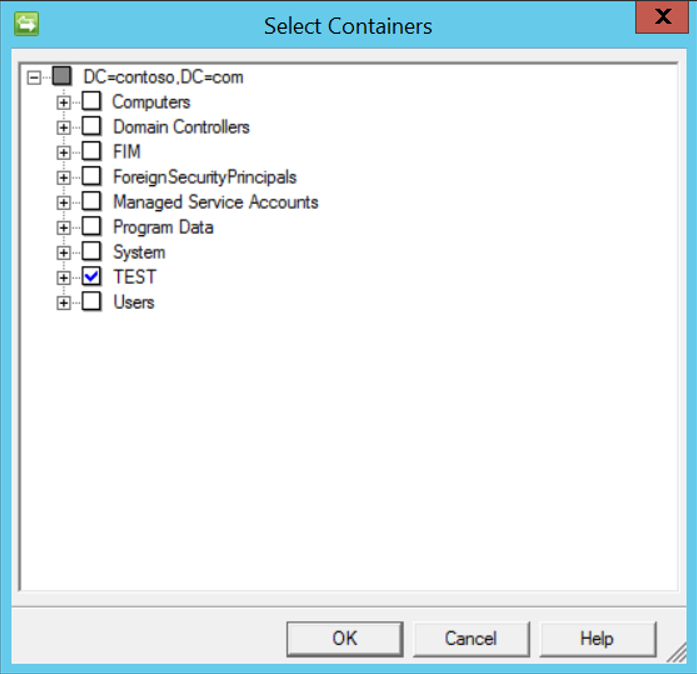 Select Containers
X
DC=contoso,DC=com
Computers
Domain Controllers
FIM
ForeignSecurityPrincipals
Managed Service Accounts
Program Data
System
TEST
Users
OK Cancel Help